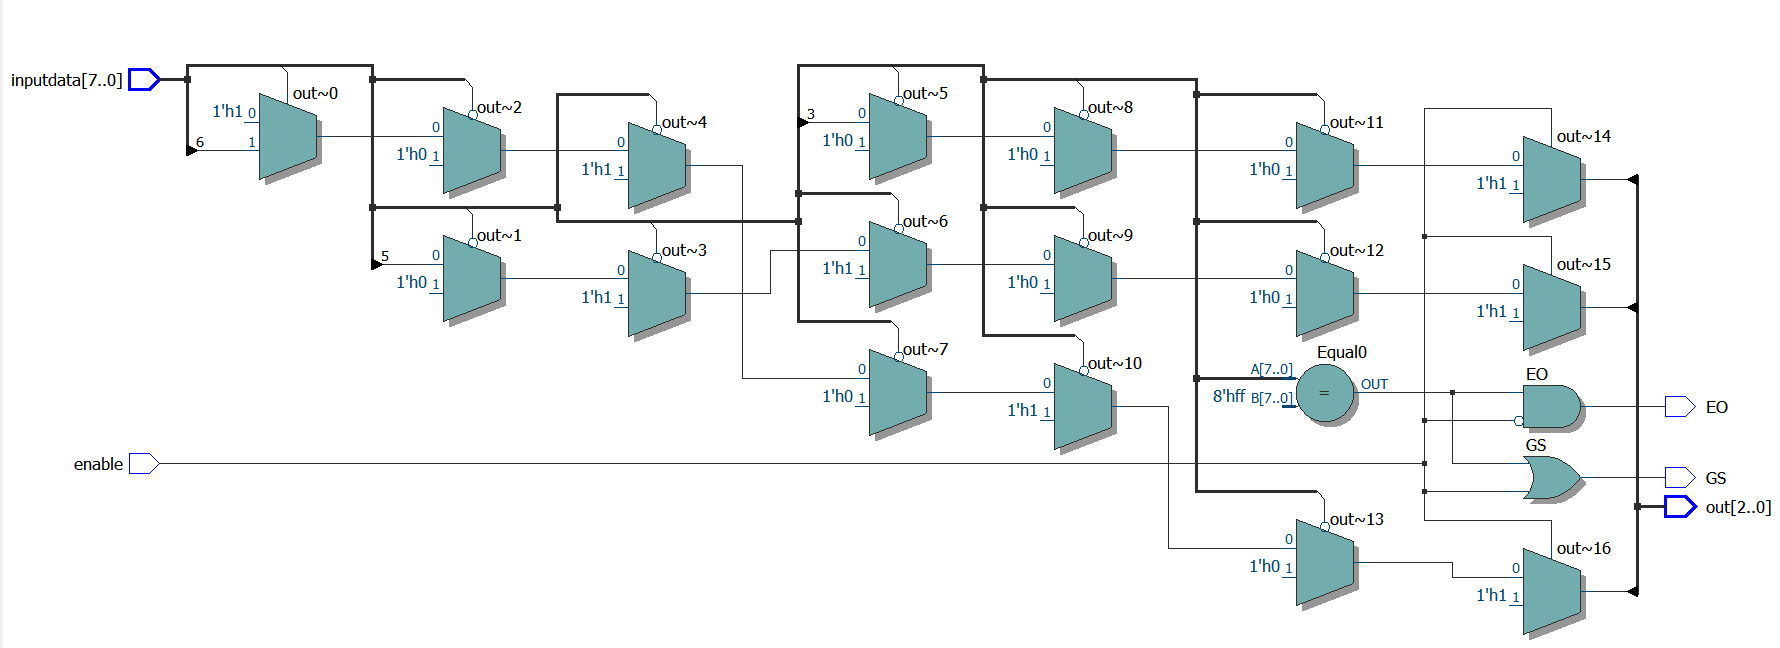 inputdata[7..0]
6
1'h1 0
1
out~0
5
out~2
0
1'h0 1
out~1
0
1'h0 1
out~4
0
1'h1 1
out~3
0
1'h1 1
3
out~5
0
1'h0 1
out~6
0
1'h1 1
out~7
0
1'h0 1
out~8
0
1'h0 1
out~9
0
1'h0 1
out~10
0
1'h1 1
out~11
0
1'h0 1
out~12
0
1'h0 1
Equal0
A[7..0]
8'hff B[7..0]
=
OUT
out~13
0
1'h0 1
out~14
0
1'h1 1
out~15
0
1'h1 1
EO
EO
GS
GS
out[2..0]
out~16
0
1'h1 1
enable